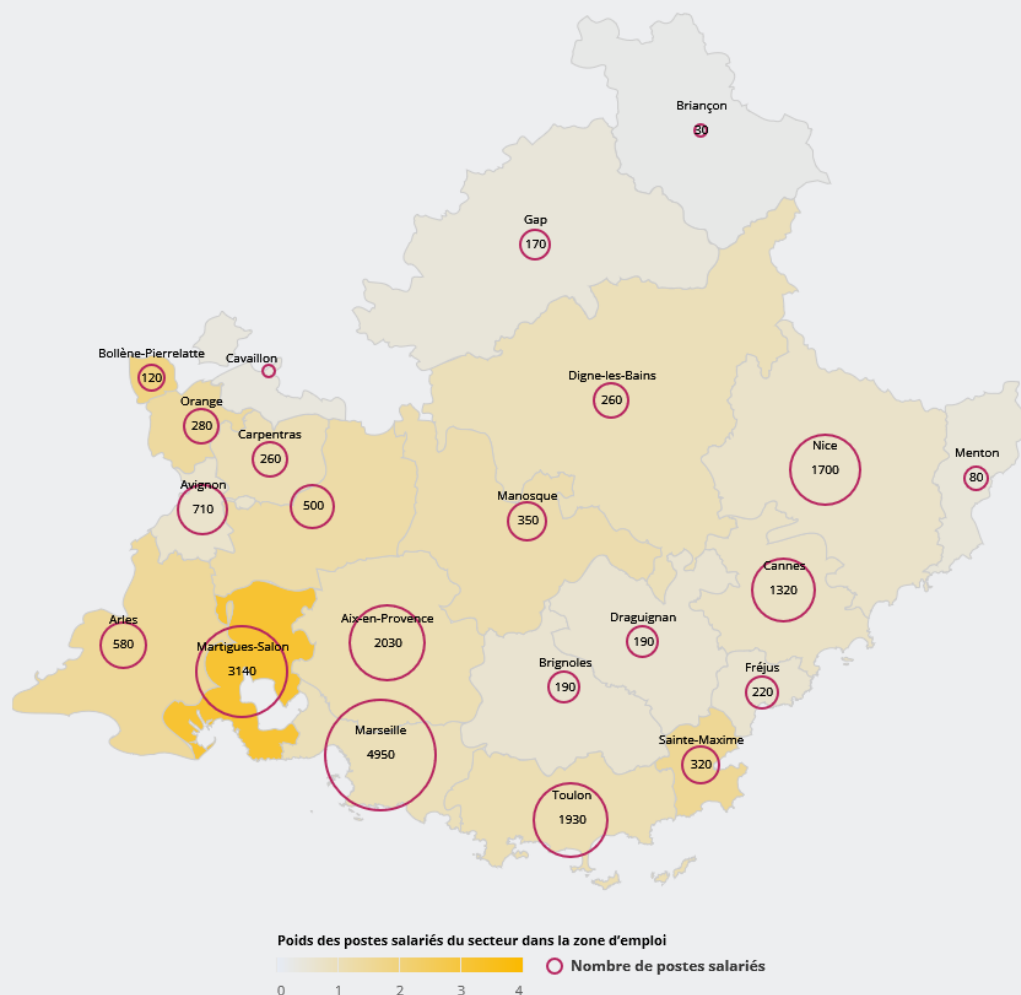 Briançon
30
Gap
170
Bollène-Pierrelatte
120
Cavaillon
Digne-les-Bains
260
Orange
280
Carpentras
260
Nice
1700
Menton
80
Avignon
710
500
Manosque
350
Cannes
1320
Arles
580
Aix-en-Provence
2030
Draguignan
190
Martigues-Salon
3140
Brignoles
190
Fréjus
220
Marseille
4950
Sainte-Maxime
320
Toulon
1930
Poids des postes salariés du secteur dans la zone d’emploi
0 1 2 3 4
Nombre de postes salariés